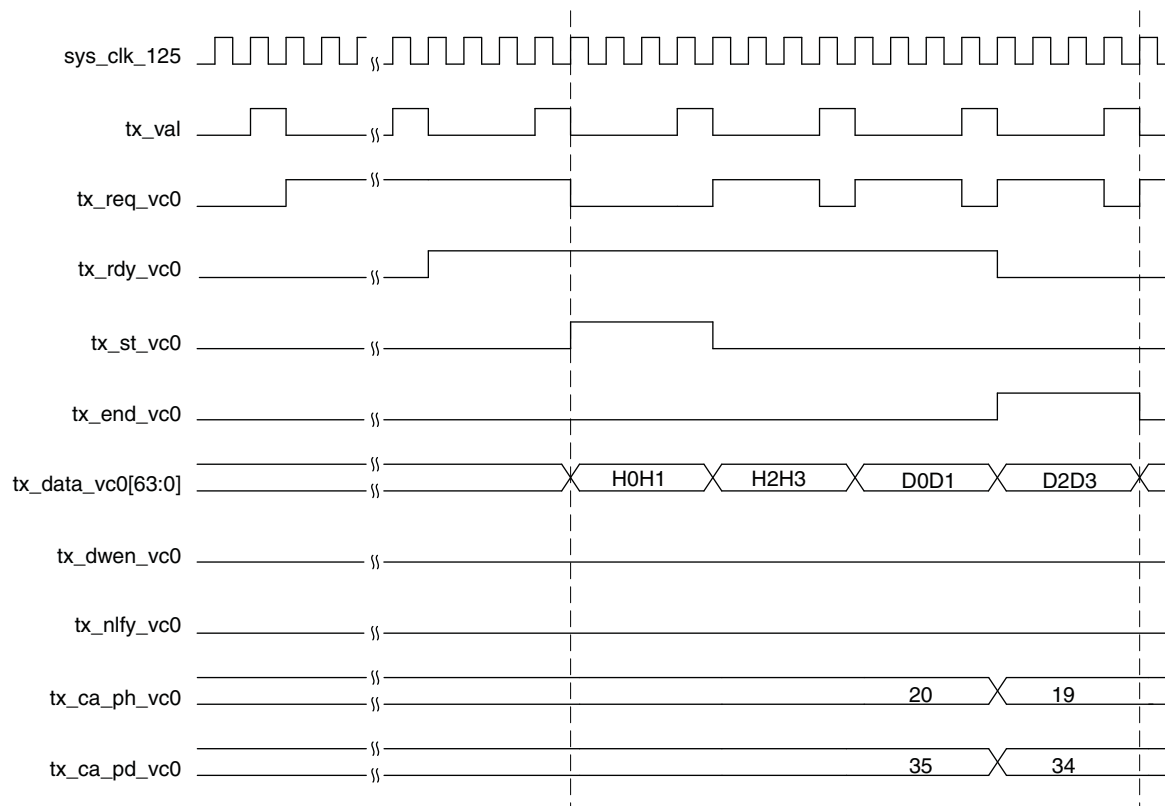 sys_clk_125
tx_val
tx_req_vc0
tx_rdy_vc0
tx_st_vc0
tx_end_vc0
tx_data_vc0[63:0] H0H1 H2H3 D0D1 D2D3
tx_dwen_vc0
tx_nlfy_vc0
tx_ca_ph_vc0 20 19
tx_ca_pd_vc0 35 34